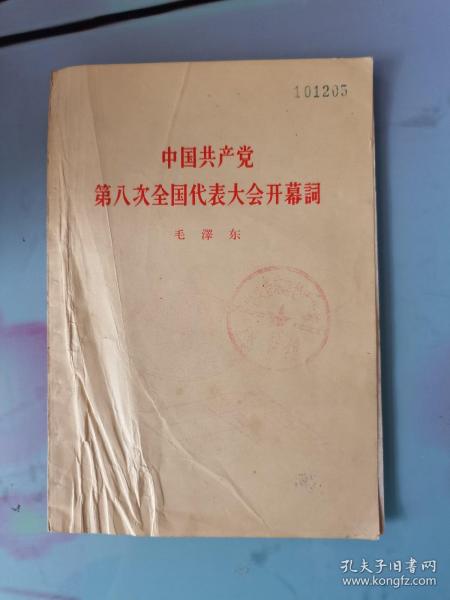 101205
中国共产党
第八次全国代表大会开幕詞
毛澤东
孔夫子旧书网
www.kongfz.com